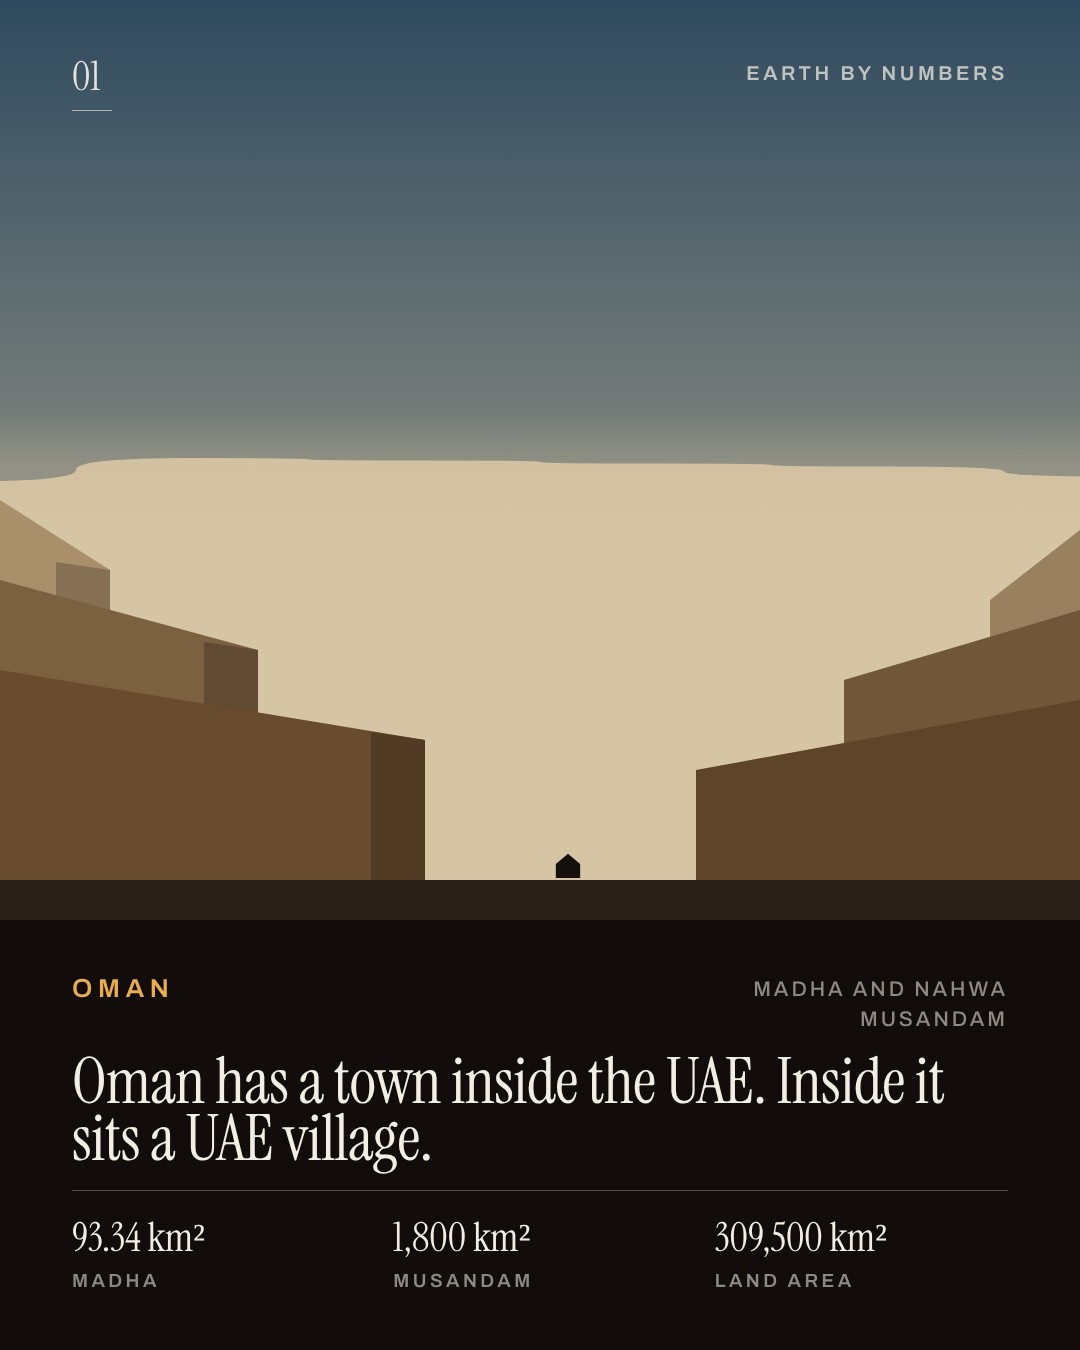 01
EARTH BY NUMBERS
OMAN
MADHA AND NAHWA
MUSANDAM
Oman has a town inside the UAE. Inside it
sits a UAE village.
93.34 km²
1,800 km²
309,500 km²
MADHA
MUSANDAM
LAND AREA